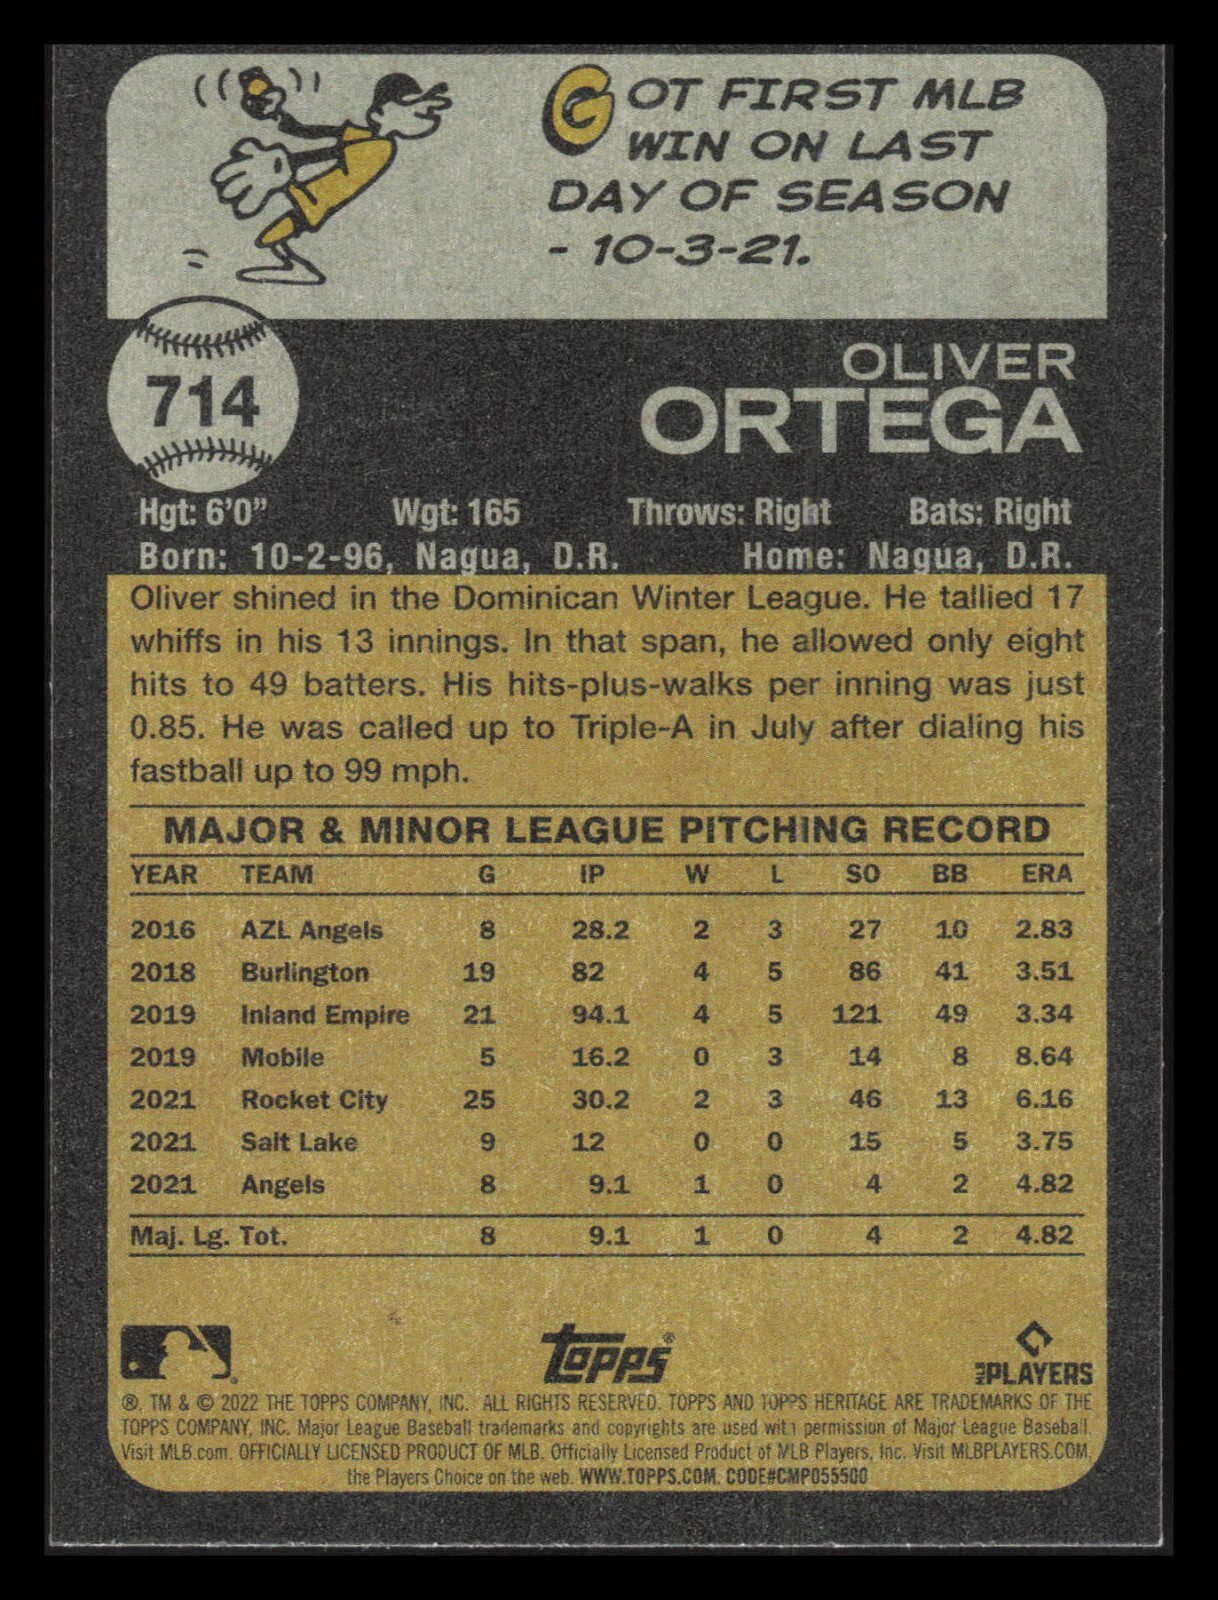 GOT FIRST MLB
WIN ON LAST
DAY OF SEASON
- 10-3-21.
714
OLIVER
ORTEGA
Hgt: 6'0" Wgt: 165 Throws: Right Bats: Right
Born: 10-2-96, Nagua, D.R. Home: Nagua, D.R.
Oliver shined in the Dominican Winter League. He tallied 17
whiffs in his 13 innings. In that span, he allowed only eight
hits to 49 batters. His hits-plus-walks per inning was just
0.85. He was called up to Triple-A in July after dialing his
fastball up to 99 mph.
MAJOR & MINOR LEAGUE PITCHING RECORD
YEAR TEAM G IP W L SO BB ERA
2016 AZL Angels 8 28.2 2 3 27 10 2.83
2018 Burlington 19 82 4 5 86 41 3.51
2019 Inland Empire 21 94.1 4 5 121 49 3.34
2019 Mobile 5 16.2 0 3 14 8 8.64
2021 Rocket City 25 30.2 2 3 46 13 6.16
2021 Salt Lake 9 12 0 0 15 5 3.75
2021 Angels 8 9.1 1 0 4 2 4.82
Maj. Lg. Tot. 8 9.1 1 0 4 2 4.82
Topps® MLB PLAYERS
®, TM & © 2022 THE TOPPS COMPANY, INC. ALL RIGHTS RESERVED. TOPPS AND TOPPS HERITAGE ARE TRADEMARKS OF THE
TOPPS COMPANY, INC. Major League Baseball trademarks and copyrights are used with permission of Major League Baseball.
Visit MLB.com. OFFICIALLY LICENSED PRODUCT OF MLB. Officially Licensed Product of MLB Players, Inc. Visit MLBPLAYERS.COM,
the Players Choice on the web. WWW.TOPPS.COM. CODE#CMP055500